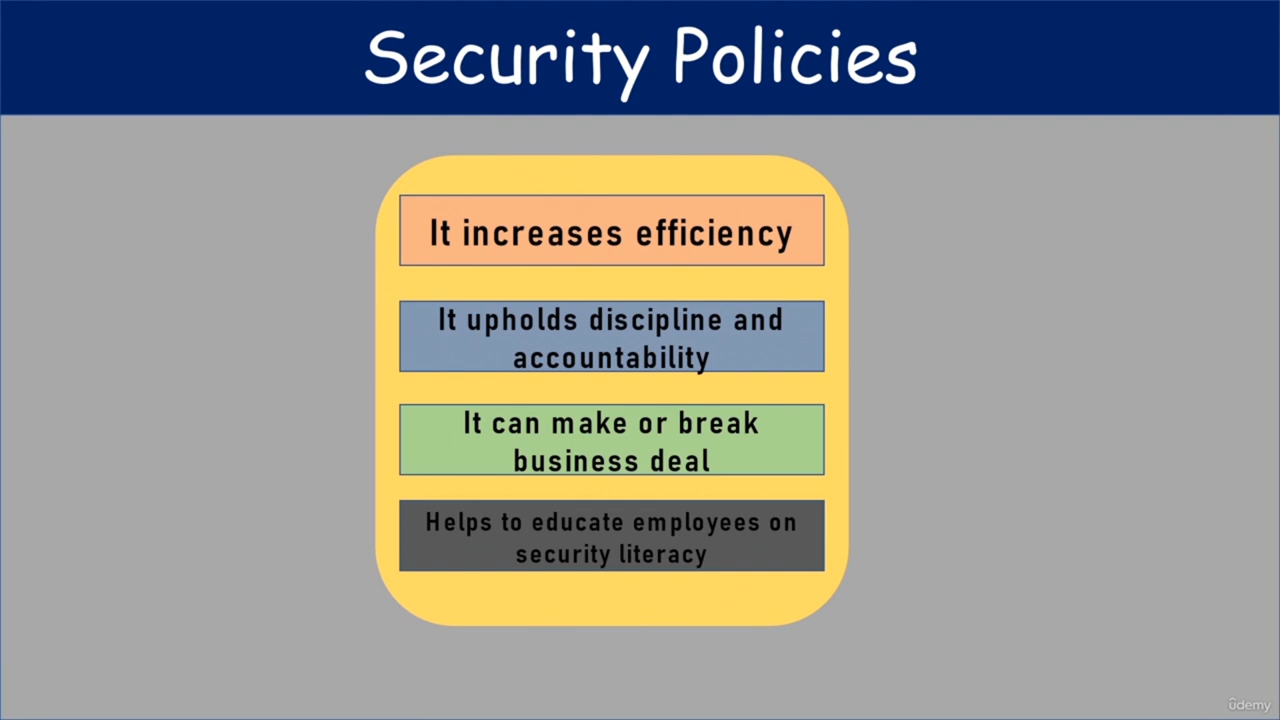 Security Policies
It increases efficiency
It upholds discipline and
accountability
It can make or break
business deal
Helps to educate employees on
security literacy
ûdemy